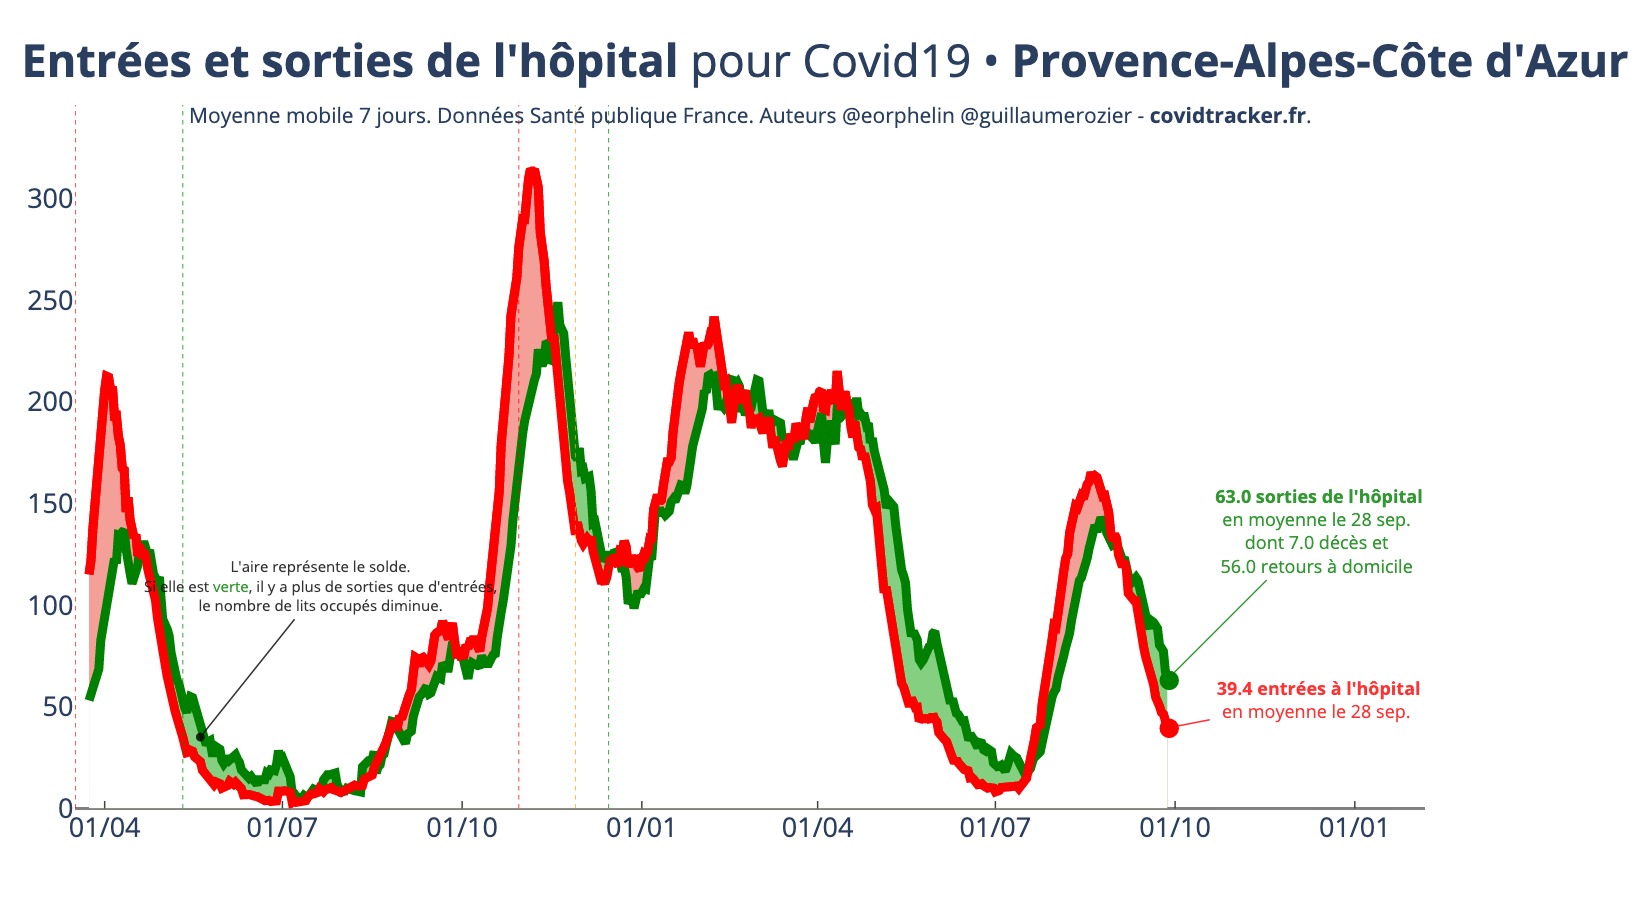 Entrées et sorties de l'hôpital pour Covid19 • Provence-Alpes-Côte d'Azur
Moyenne mobile 7 jours. Données Santé publique France. Auteurs @eorphelin @guillaumerozier - covidtracker.fr.
300
250
200
150
100
50
0
L'aire représente le solde.
Si elle est verte, il y a plus de sorties que d'entrées,
le nombre de lits occupés diminue.
63.0 sorties de l'hôpital
en moyenne le 28 sep.
dont 7.0 décès et
56.0 retours à domicile
39.4 entrées à l'hôpital
en moyenne le 28 sep.
01/04 01/07 01/10 01/01 01/04 01/07 01/10 01/01